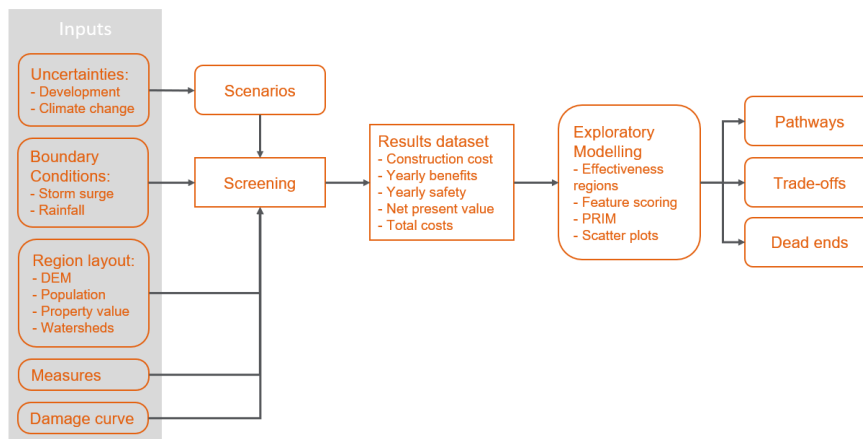 Inputs
Uncertainties:
- Development
- Climate change
Boundary
Conditions:
- Storm surge
- Rainfall
Region layout:
- DEM
- Population
- Property value
- Watersheds
Measures
Damage curve
Scenarios
Screening
Results dataset
- Construction cost
- Yearly benefits
- Yearly safety
- Net present value
- Total costs
Exploratory
Modelling
- Effectiveness
regions
- Feature scoring
- PRIM
- Scatter plots
Pathways
Trade-offs
Dead ends